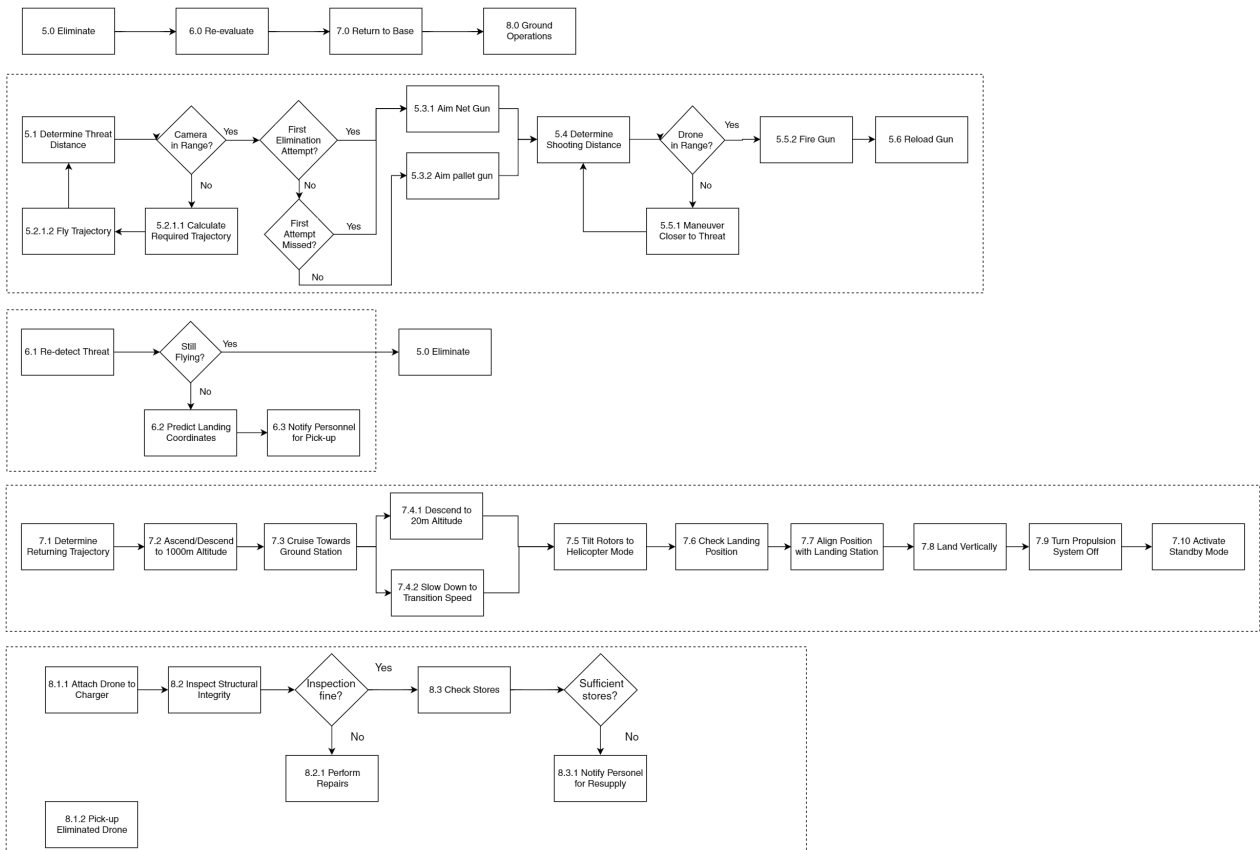 5.0 Eliminate
6.0 Re-evaluate
7.0 Return to Base
8.0 Ground
Operations
5.1 Determine Threat
Distance
Camera
in Range?
Yes
No
5.2.1.1 Calculate
Required Trajectory
5.2.1.2 Fly Trajectory
First
Elimination
Attempt?
Yes
No
First
Attempt
Missed?
Yes
No
5.3.1 Aim Net Gun
5.3.2 Aim pallet gun
5.4 Determine
Shooting Distance
Drone
in Range?
Yes
No
5.5.1 Maneuver
Closer to Threat
5.5.2 Fire Gun
5.6 Reload Gun
6.1 Re-detect Threat
Still
Flying?
Yes
5.0 Eliminate
No
6.2 Predict Landing
Coordinates
6.3 Notify Personnel
for Pick-up
7.1 Determine
Returning Trajectory
7.2 Ascend/Descend
to 1000m Altitude
7.3 Cruise Towards
Ground Station
7.4.1 Descend to
20m Altitude
7.4.2 Slow Down to
Transition Speed
7.5 Tilt Rotors to
Helicopter Mode
7.6 Check Landing
Position
7.7 Align Position
with Landing Station
7.8 Land Vertically
7.9 Turn Propulsion
System Off
7.10 Activate
Standby Mode
8.1.1 Attach Drone to
Charger
8.2 Inspect Structural
Integrity
Inspection
fine?
Yes
No
8.2.1 Perform
Repairs
8.3 Check Stores
Sufficient
stores?
No
8.3.1 Notify Personel
for Resupply
8.1.2 Pick-up
Eliminated Drone